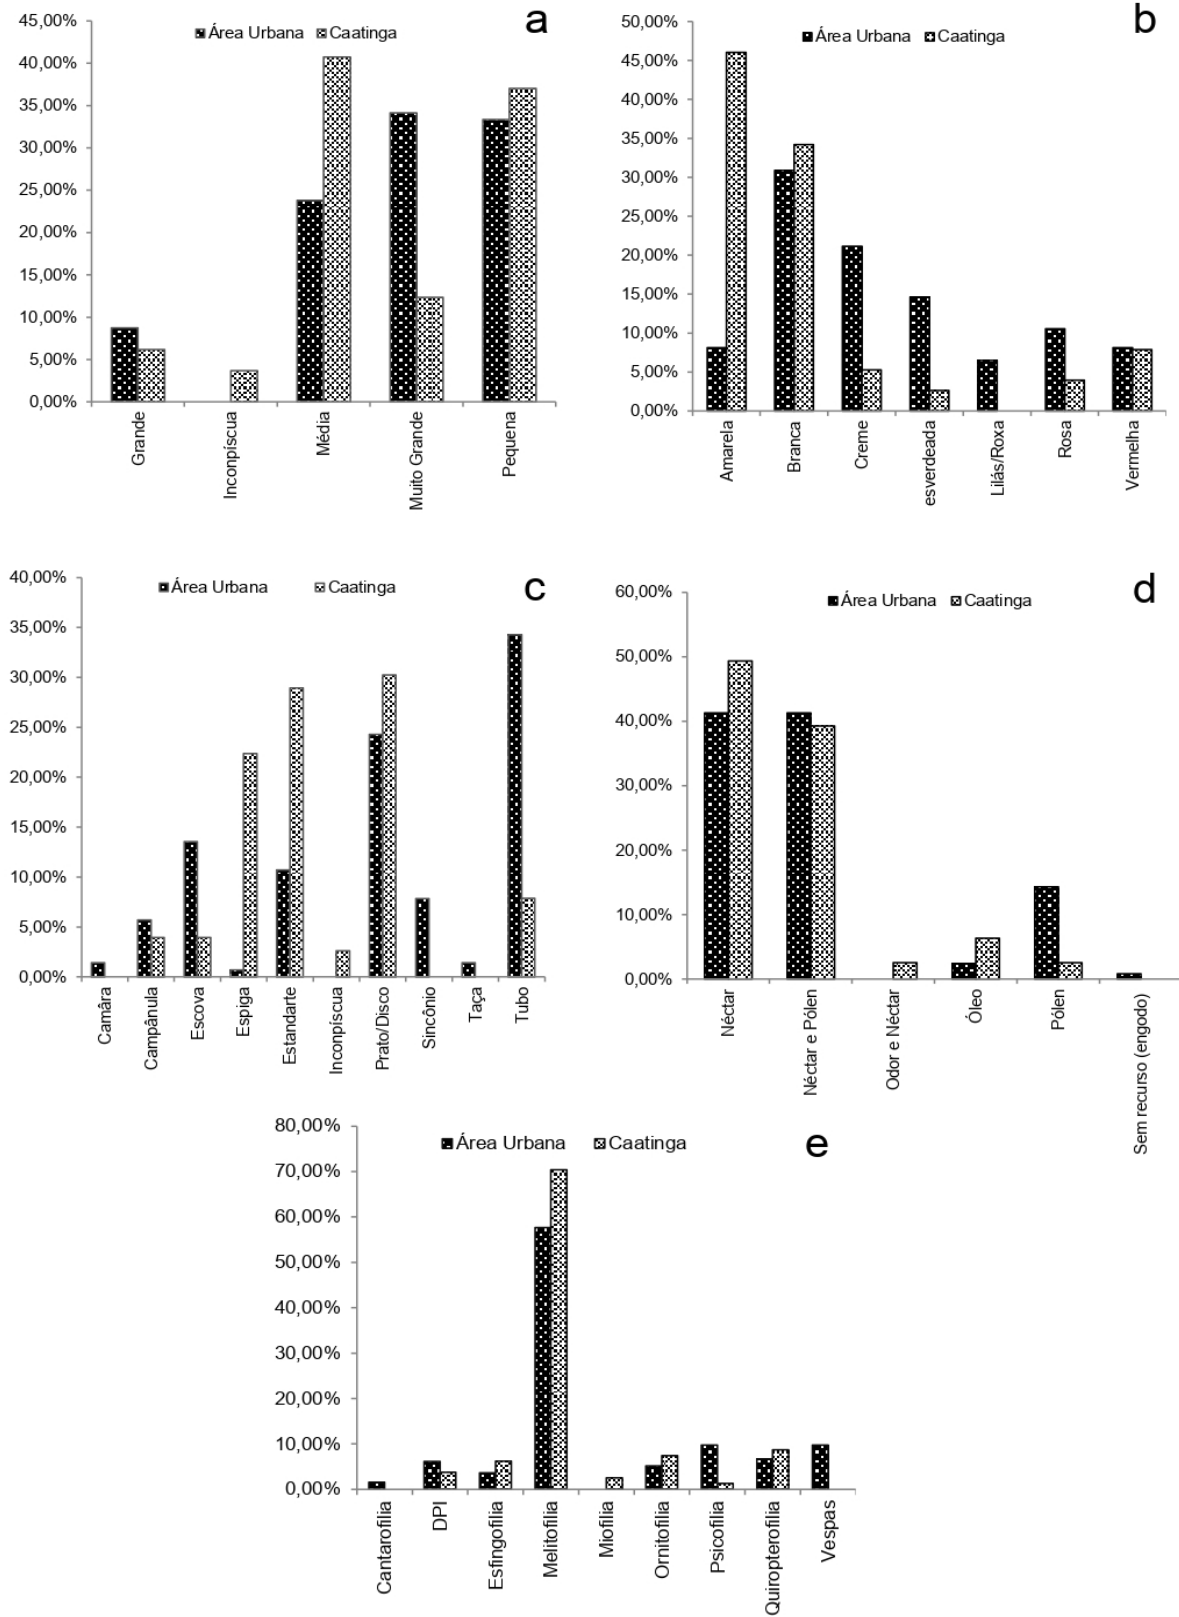 a
Área Urbana Caatinga
45,00%
40,00%
35,00%
30,00%
25,00%
20,00%
15,00%
10,00%
5,00%
0,00%
Grande
Inconpíscua
Média
Muito Grande
Pequena
b
Área Urbana Caatinga
50,00%
45,00%
40,00%
35,00%
30,00%
25,00%
20,00%
15,00%
10,00%
5,00%
0,00%
Amarela
Branca
Creme
esverdeada
Lilás/Roxa
Rosa
Vermelha
c
Área Urbana Caatinga
40,00%
35,00%
30,00%
25,00%
20,00%
15,00%
10,00%
5,00%
0,00%
Camâra
Campânula
Escova
Espiga
Estandarte
Inconpíscua
Prato/Disco
Sincônio
Taça
Tubo
d
Área Urbana Caatinga
60,00%
50,00%
40,00%
30,00%
20,00%
10,00%
0,00%
Néctar
Néctar e Pólen
Odor e Néctar
Óleo
Pólen
Sem recurso (engodo)
e
Área Urbana Caatinga
80,00%
70,00%
60,00%
50,00%
40,00%
30,00%
20,00%
10,00%
0,00%
Cantarofilia
DPI
Esfingofilia
Melitofilia
Miofilia
Ornitofilia
Psicofilia
Quiropterofilia
Vespas